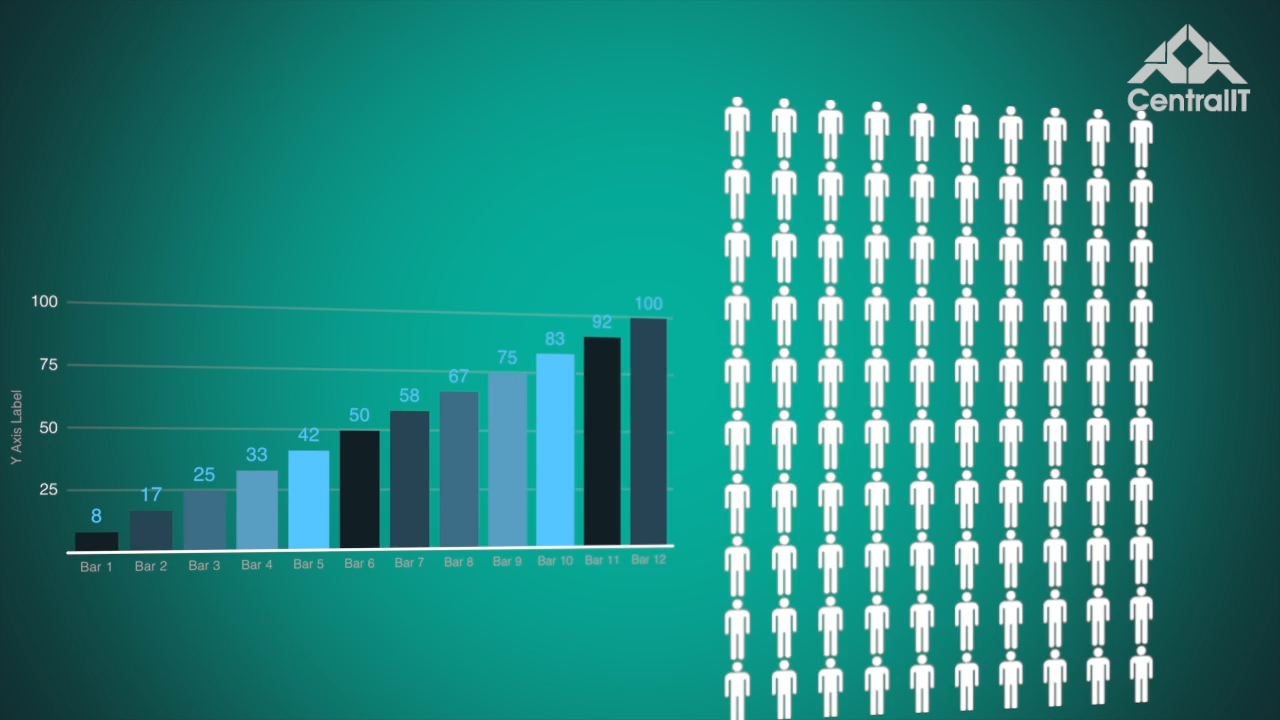 CentralIT
100
75
50
25
Y Axis Label
8
17
25
33
42
50
58
67
75
83
92
100
Bar 1
Bar 2
Bar 3
Bar 4
Bar 5
Bar 6
Bar 7
Bar 8
Bar 9
Bar 10
Bar 11
Bar 12